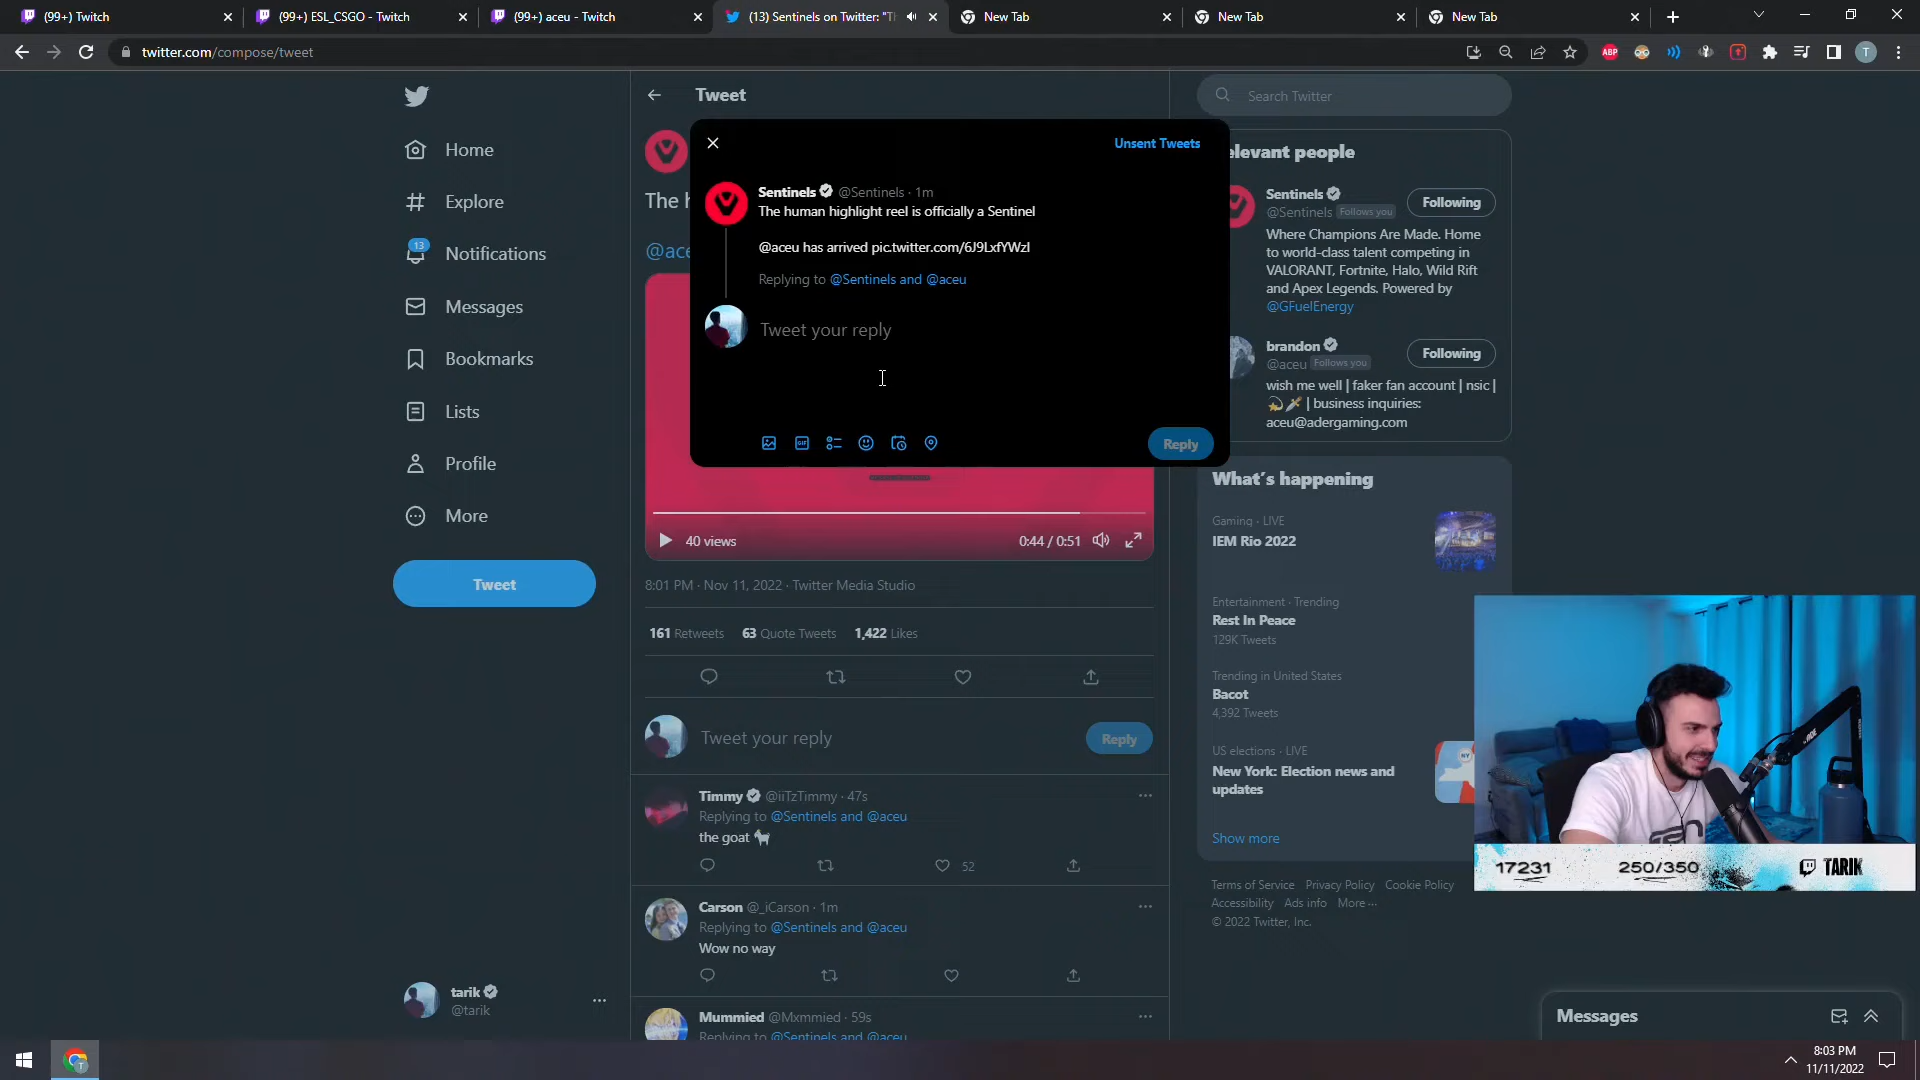 (99+) Twitch
(99+) ESL_CSGO - Twitch
(99+) aceu - Twitch
(13) Sentinels on Twitter: "T
New Tab
New Tab
New Tab
twitter.com/compose/tweet
ABP
T
Home
Explore
13
Notifications
Messages
Bookmarks
Lists
Profile
More
Tweet
tarik
@tarik
Tweet
The h
@ace
Unsent Tweets
Sentinels @Sentinels · 1m
The human highlight reel is officially a Sentinel
@aceu has arrived pic.twitter.com/6J9LxfYWzI
Replying to @Sentinels and @aceu
Tweet your reply
GIF
Reply
40 views
0:44 / 0:51
8:01 PM · Nov 11, 2022 · Twitter Media Studio
161 Retweets 63 Quote Tweets 1,422 Likes
Tweet your reply
Reply
Timmy @iiTzTimmy · 47s
Replying to @Sentinels and @aceu
the goat 🐐
52
Carson @_iCarson · 1m
Replying to @Sentinels and @aceu
Wow no way
Mummied @Mxmmied · 59s
Replying to @Sentinels and @aceu
Search Twitter
elevant people
Sentinels
Following
@Sentinels Follows you
Where Champions Are Made. Home
to world-class talent competing in
VALORANT, Fortnite, Halo, Wild Rift
and Apex Legends. Powered by
@GFuelEnergy
brandon
Following
@aceu Follows you
wish me well | faker fan account | nsic |
💫🗡️ | business inquiries:
aceu@adergaming.com
What's happening
Gaming · LIVE
IEM Rio 2022
Entertainment · Trending
Rest In Peace
129K Tweets
Trending in United States
Bacot
4,392 Tweets
US elections · LIVE
New York: Election news and
updates
NY
Show more
Terms of Service Privacy Policy Cookie Policy
Accessibility Ads info More ···
© 2022 Twitter, Inc.
17231
250/350
TARIK
Messages
T
8:03 PM
11/11/2022